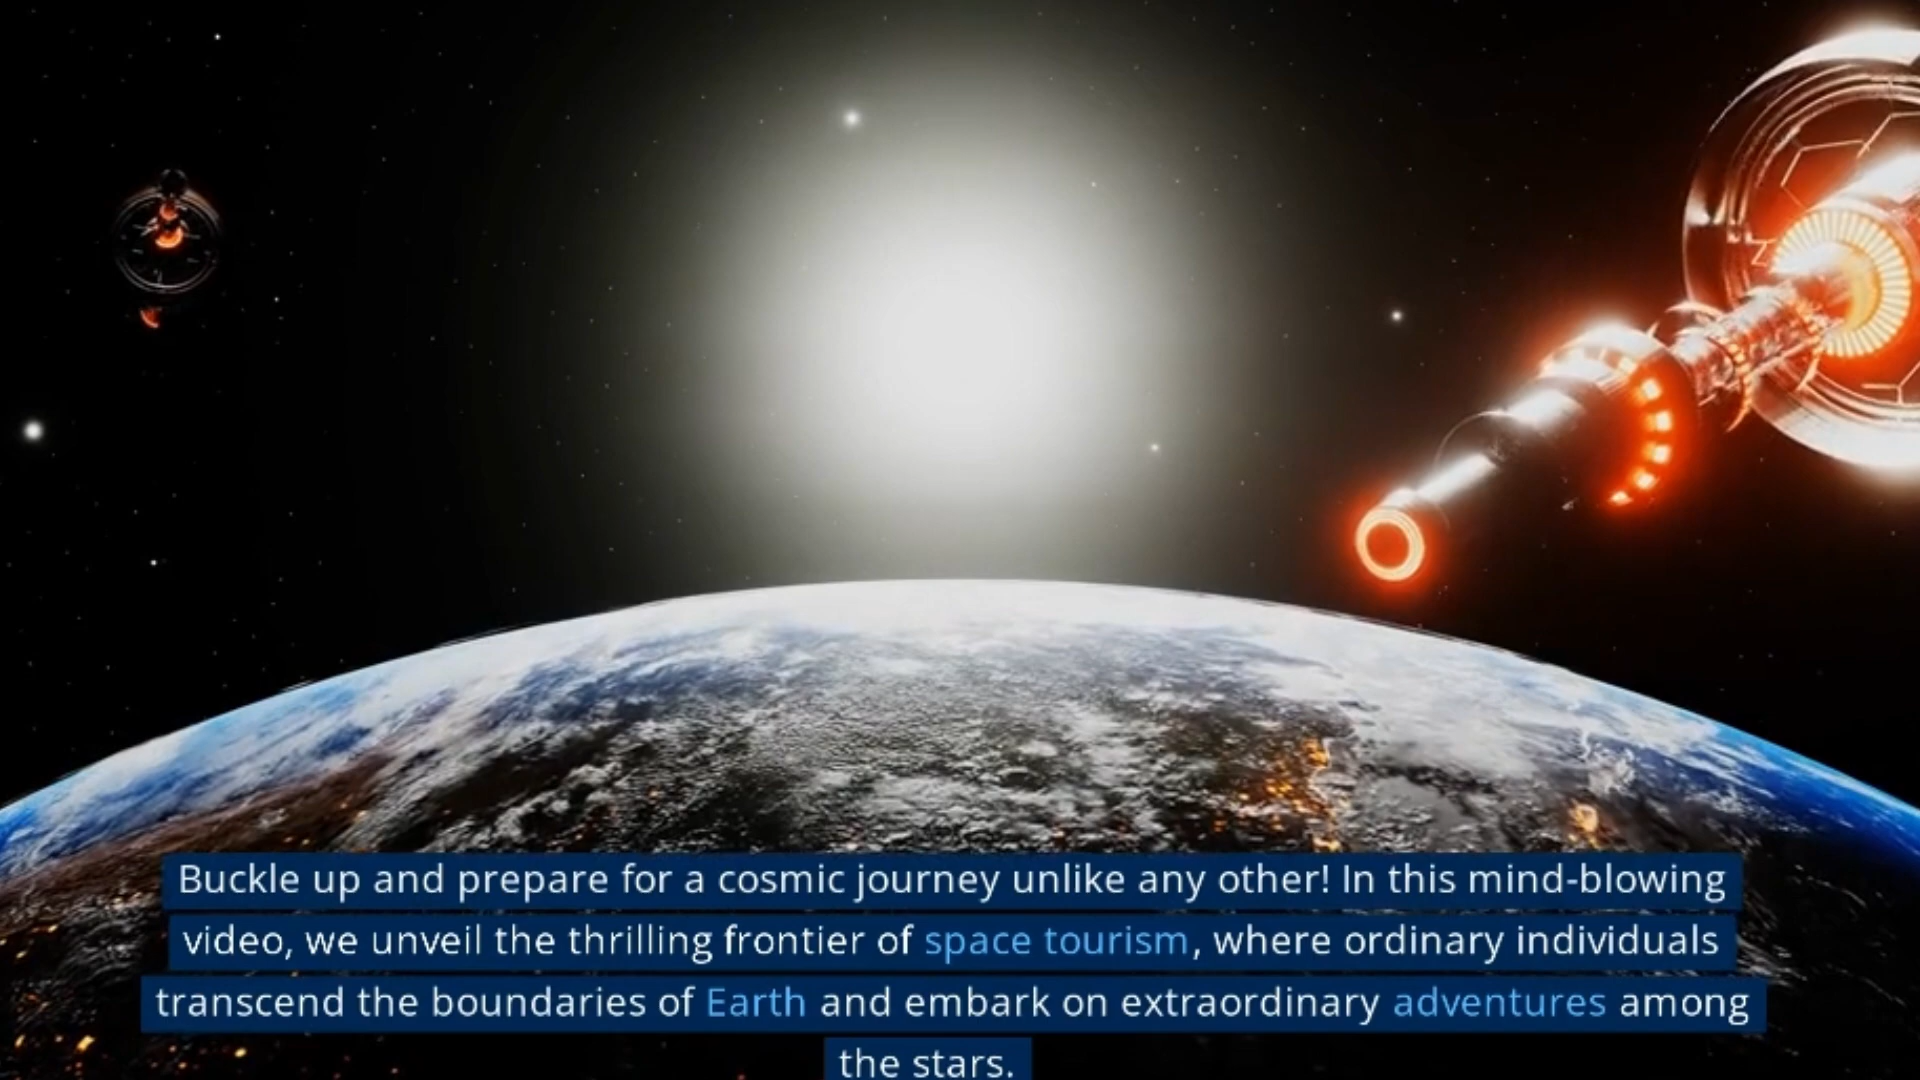 Buckle up and prepare for a cosmic journey unlike any other! In this mind-blowing
video, we unveil the thrilling frontier of space tourism, where ordinary individuals
transcend the boundaries of Earth and embark on extraordinary adventures among
the stars.